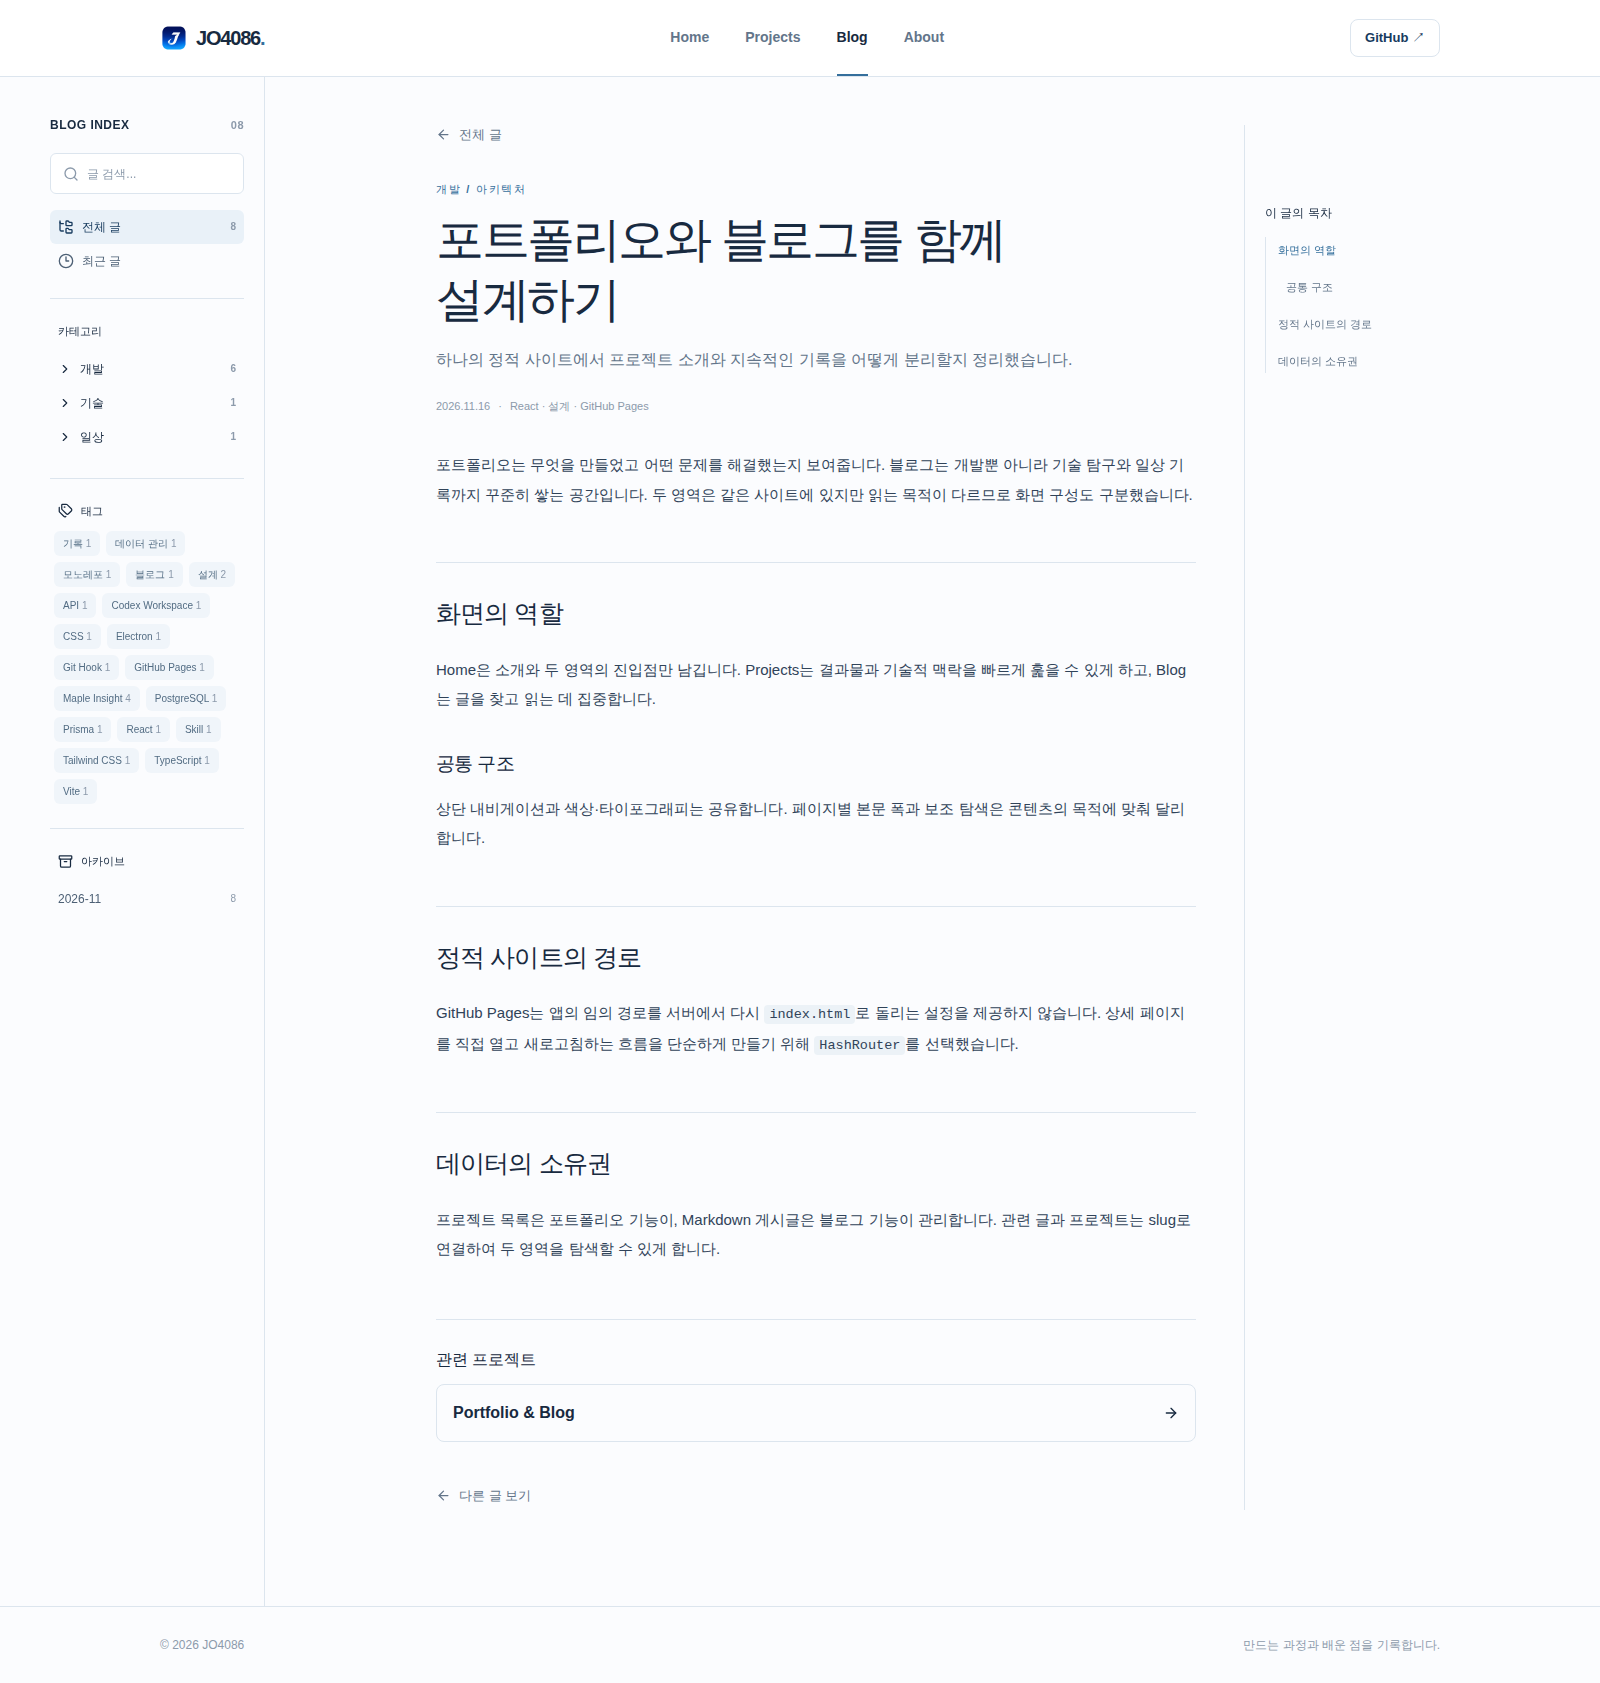 JO4086.
Home
Projects
Blog
About
GitHub ↗
BLOG INDEX 08
글 검색...
전체 글 8
최근 글
카테고리
개발 6
기술 1
일상 1
태그
기록 1
데이터 관리 1
모노레포 1
블로그 1
설계 2
API 1
Codex Workspace 1
CSS 1
Electron 1
Git Hook 1
GitHub Pages 1
Maple Insight 4
PostgreSQL 1
Prisma 1
React 1
Skill 1
Tailwind CSS 1
TypeScript 1
Vite 1
아카이브
2026-11 8
← 전체 글
개발 / 아키텍처
포트폴리오와 블로그를 함께
설계하기
하나의 정적 사이트에서 프로젝트 소개와 지속적인 기록을 어떻게 분리할지 정리했습니다.
2026.11.16 · React · 설계 · GitHub Pages
포트폴리오는 무엇을 만들었고 어떤 문제를 해결했는지 보여줍니다. 블로그는 개발뿐 아니라 기술 탐구와 일상 기
록까지 꾸준히 쌓는 공간입니다. 두 영역은 같은 사이트에 있지만 읽는 목적이 다르므로 화면 구성도 구분했습니다.
화면의 역할
Home은 소개와 두 영역의 진입점만 남깁니다. Projects는 결과물과 기술적 맥락을 빠르게 훑을 수 있게 하고, Blog
는 글을 찾고 읽는 데 집중합니다.
공통 구조
상단 내비게이션과 색상·타이포그래피는 공유합니다. 페이지별 본문 폭과 보조 탐색은 콘텐츠의 목적에 맞춰 달리
합니다.
정적 사이트의 경로
GitHub Pages는 앱의 임의 경로를 서버에서 다시 index.html로 돌리는 설정을 제공하지 않습니다. 상세 페이지
를 직접 열고 새로고침하는 흐름을 단순하게 만들기 위해 HashRouter를 선택했습니다.
데이터의 소유권
프로젝트 목록은 포트폴리오 기능이, Markdown 게시글은 블로그 기능이 관리합니다. 관련 글과 프로젝트는 slug로
연결하여 두 영역을 탐색할 수 있게 합니다.
관련 프로젝트
Portfolio & Blog →
← 다른 글 보기
이 글의 목차
화면의 역할
공통 구조
정적 사이트의 경로
데이터의 소유권
© 2026 JO4086
만드는 과정과 배운 점을 기록합니다.